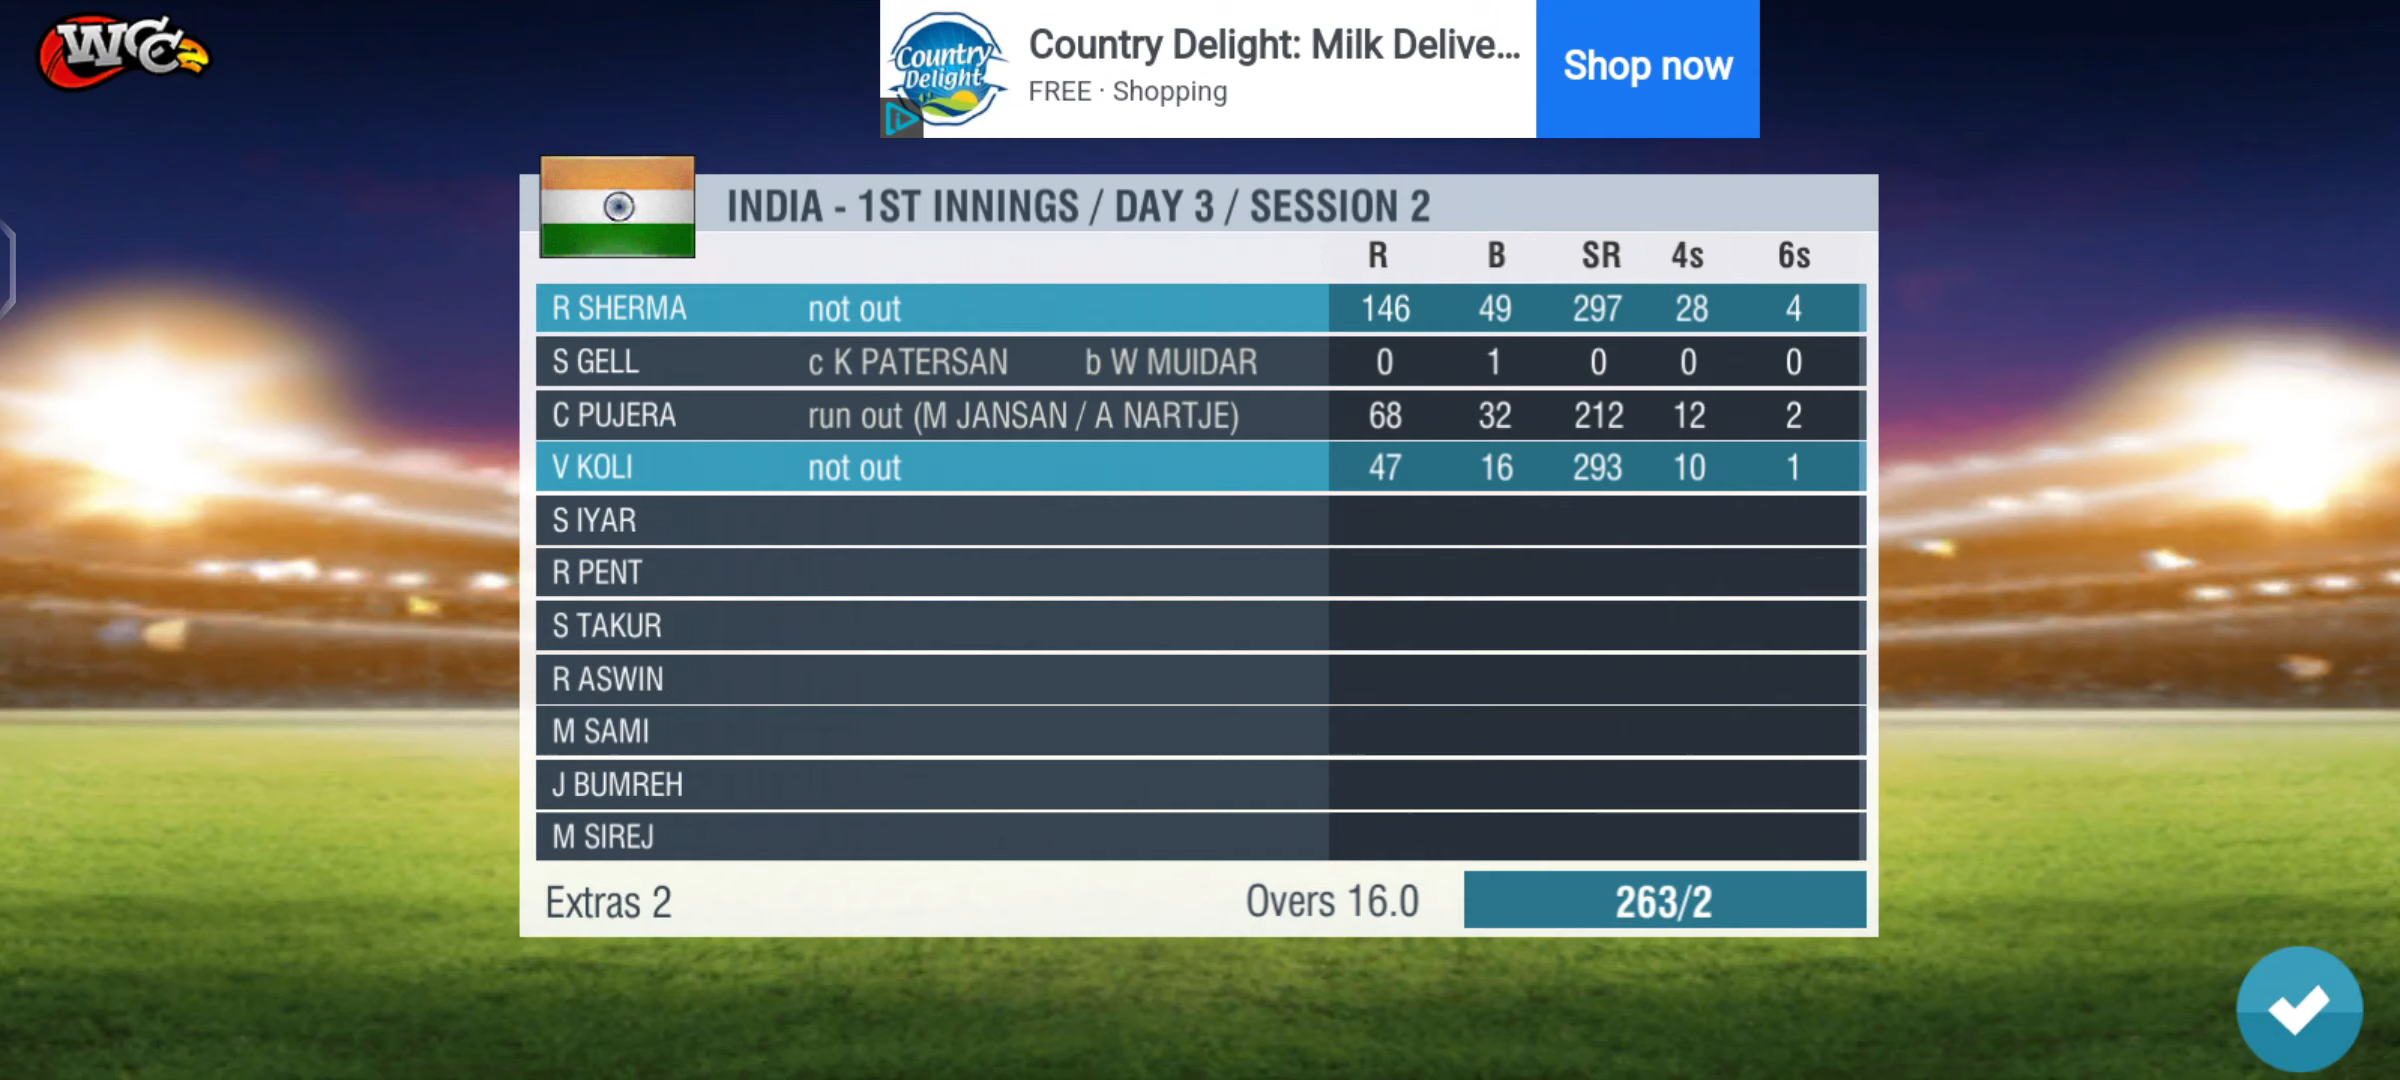 WCC2
Country Delight
Country Delight: Milk Delive...
FREE · Shopping
Shop now
INDIA - 1ST INNINGS / DAY 3 / SESSION 2
R B SR 4s 6s
R SHERMA not out 146 49 297 28 4
S GELL c K PATERSAN b W MUIDAR 0 1 0 0 0
C PUJERA run out (M JANSAN / A NARTJE) 68 32 212 12 2
V KOLI not out 47 16 293 10 1
S IYAR
R PENT
S TAKUR
R ASWIN
M SAMI
J BUMREH
M SIREJ
Extras 2 Overs 16.0 263/2